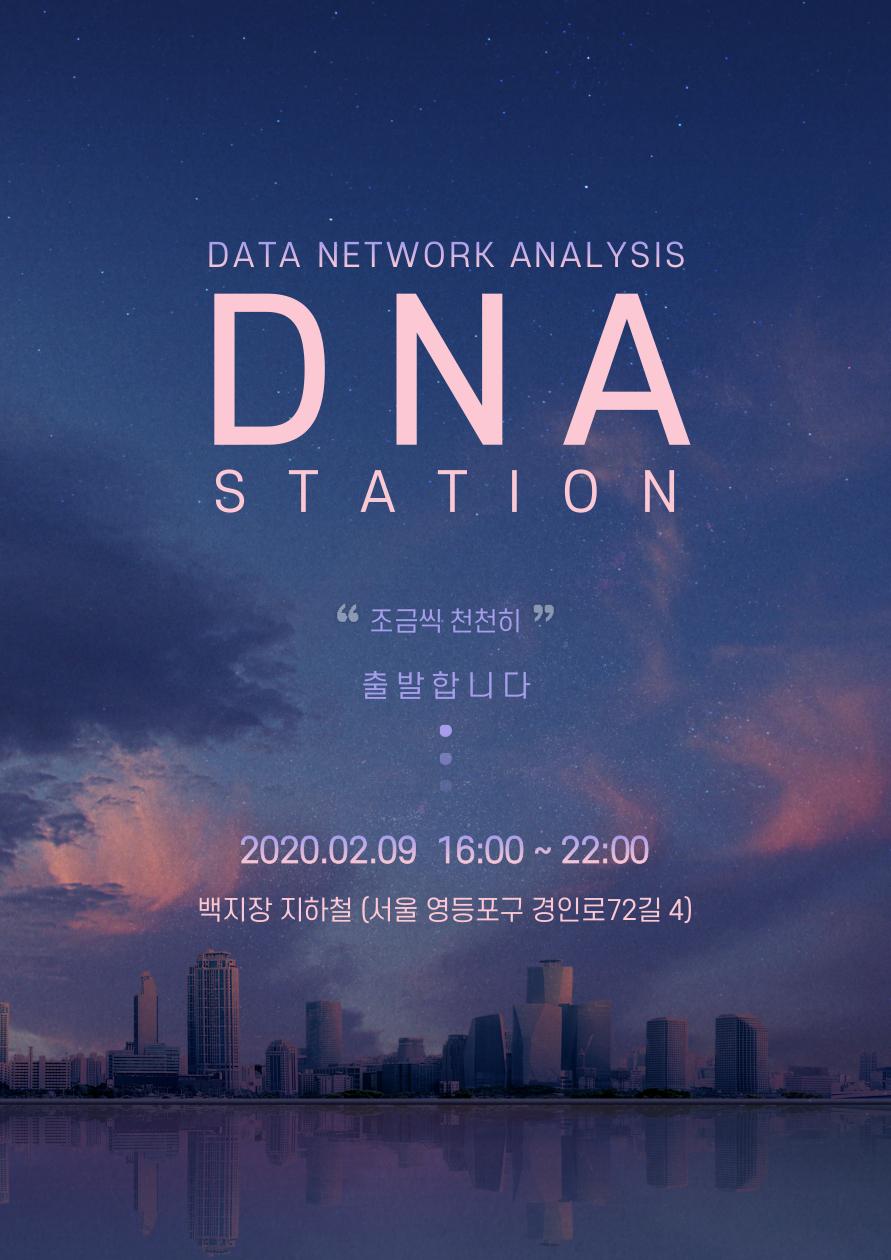 DATA NETWORK ANALYSIS
DNA
STATION
“ 조금씩 천천히 ”
출발합니다
2020.02.09 16:00 ~ 22:00
백지장 지하철 (서울 영등포구 경인로72길 4)